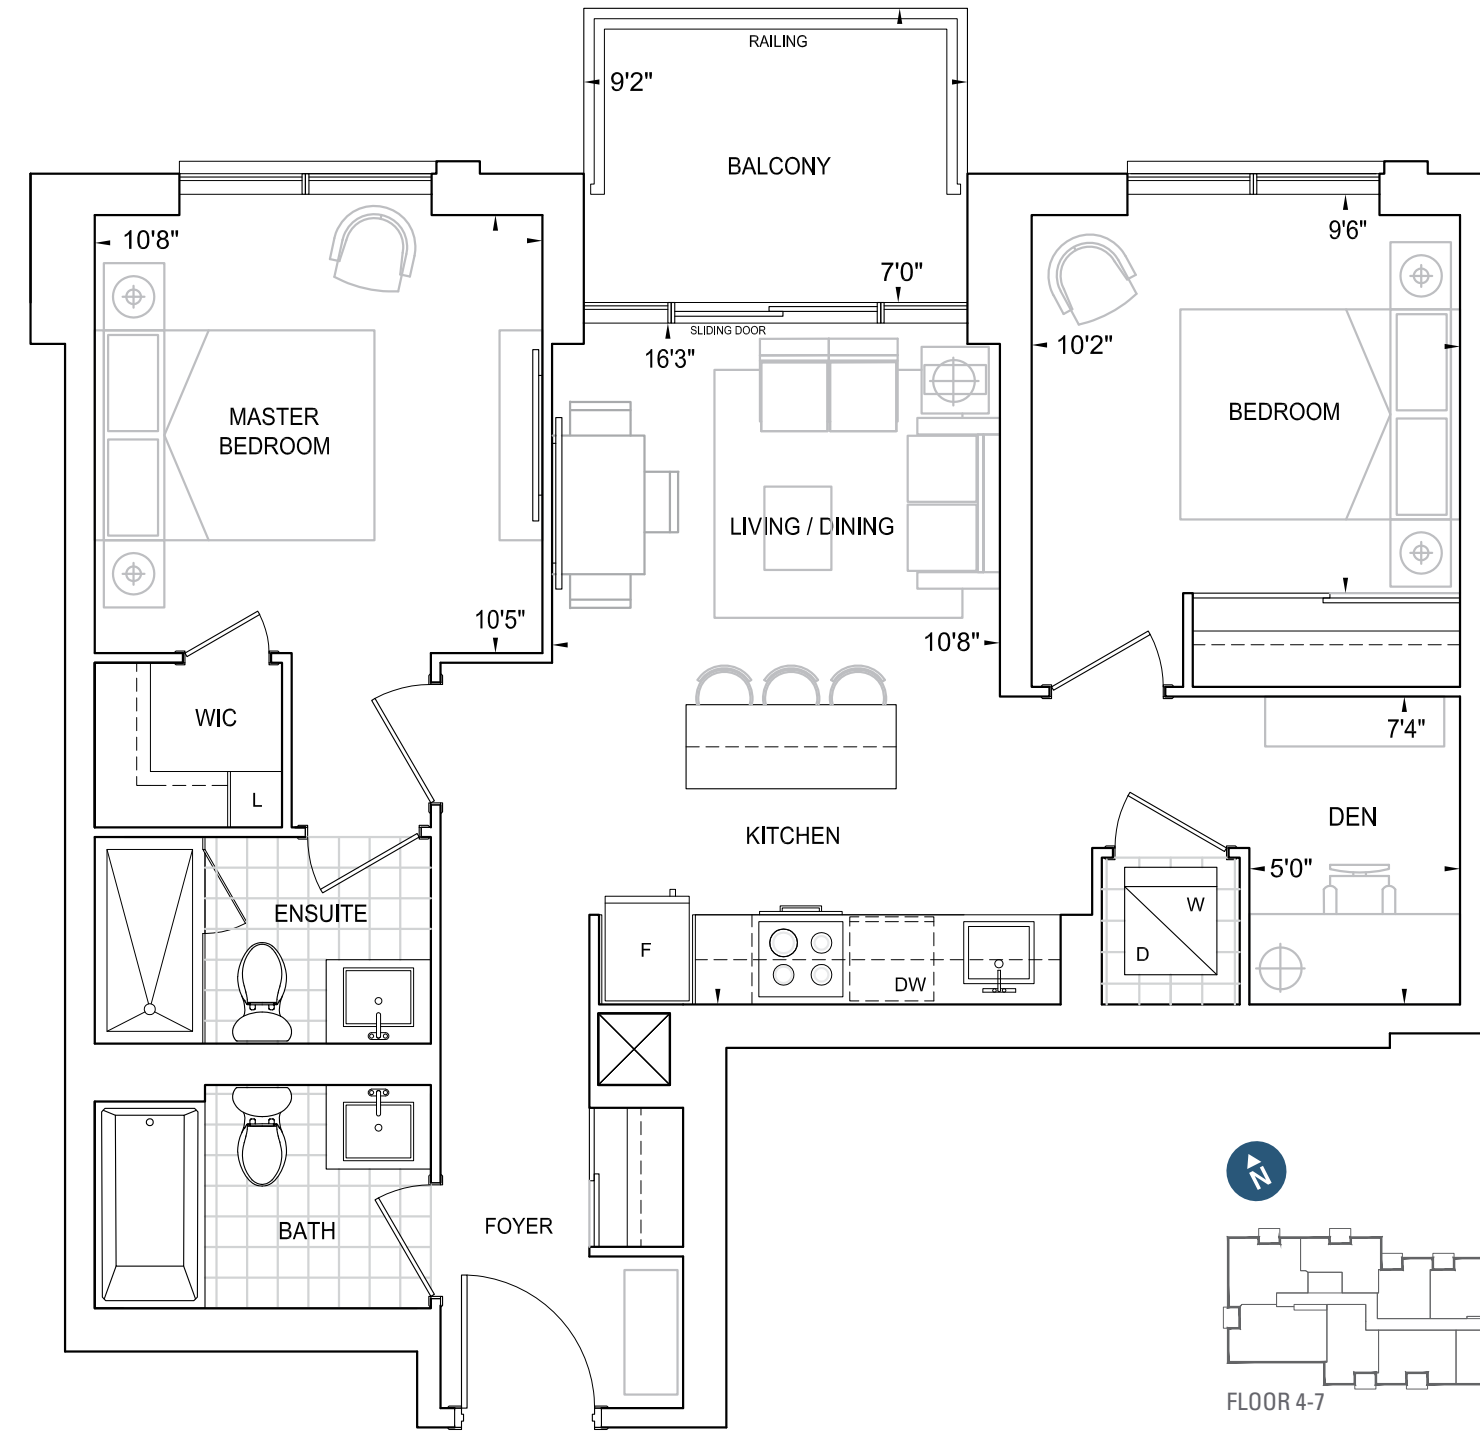 RAILING
9'2"
BALCONY
7'0"
SLIDING DOOR
16'3"
10'8"
MASTER
BEDROOM
10'5"
9'6"
10'2"
BEDROOM
LIVING / DINING
10'8"
WIC
L
7'4"
DEN
5'0"
KITCHEN
ENSUITE
F
DW
W
D
BATH
FOYER
N
FLOOR 4-7